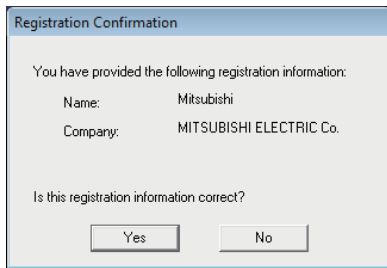 Registration Confirmation
You have provided the following registration information:
Name: Mitsubishi
Company: MITSUBISHI ELECTRIC Co.
Is this registration information correct?
Yes No